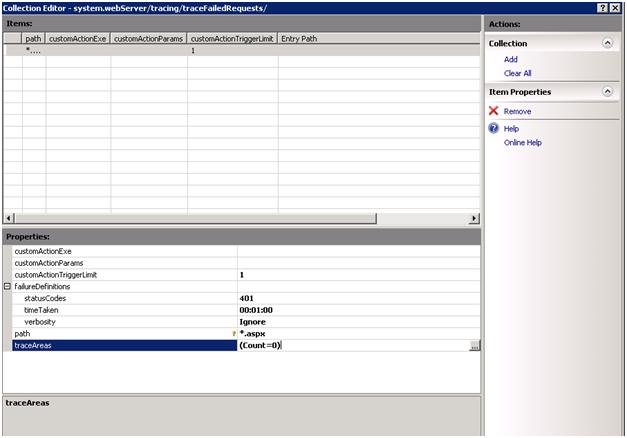 Collection Editor - system.webServer/tracing/traceFailedRequests/
Items:
path customActionExe customActionParams customActionTriggerLimit Entry Path
*.... 1
Properties:
customActionExe
customActionParams
customActionTriggerLimit 1
failureDefinitions
statusCodes 401
timeTaken 00:01:00
verbosity Ignore
path *.aspx
traceAreas (Count=0) ...
traceAreas
Actions:
Collection
Add
Clear All
Item Properties
Remove
Help
Online Help